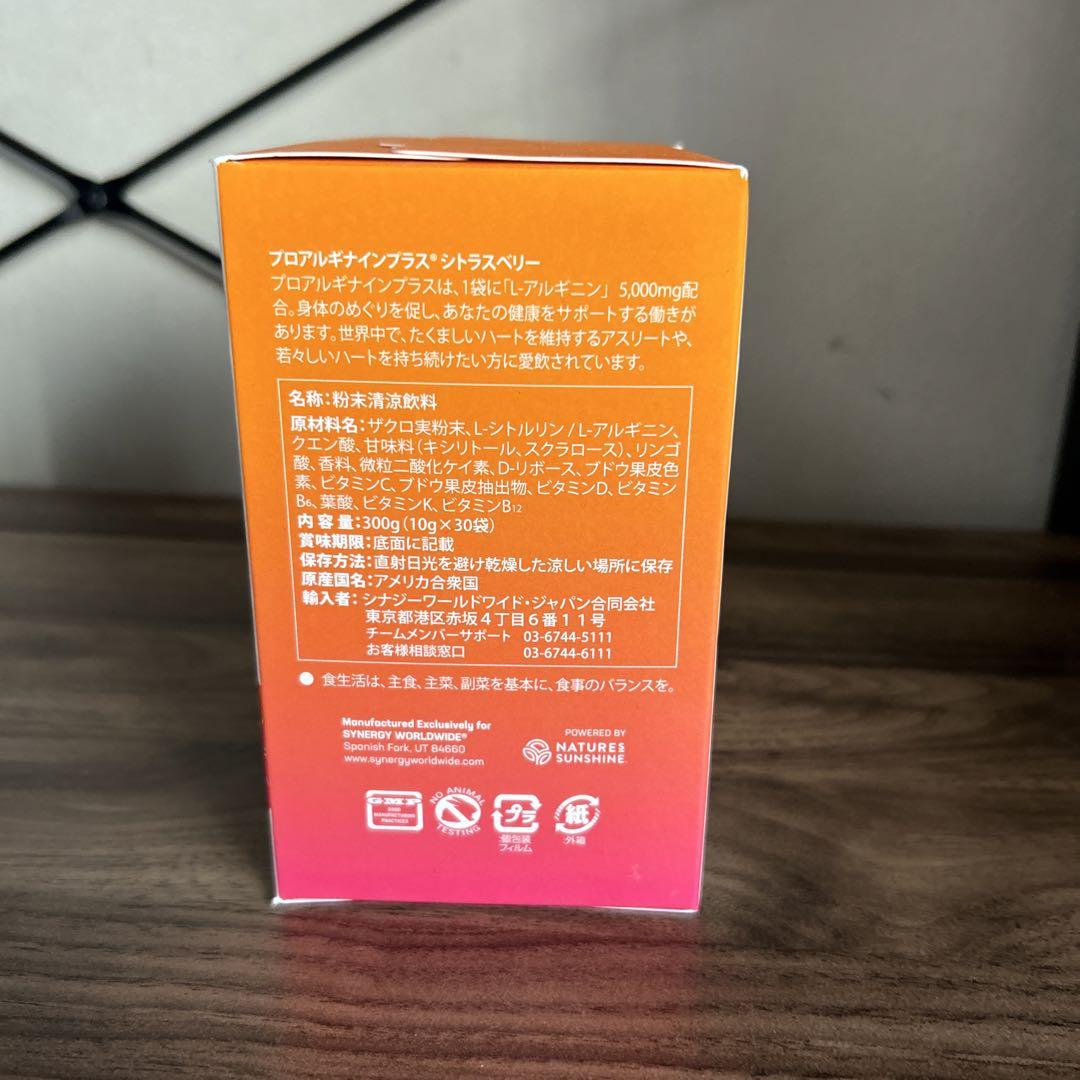 プロアルギナインプラス® シトラスベリー
プロアルギナインプラスは、1袋に「L-アルギニン」 5,000mg配
合。身体のめぐりを促し、あなたの健康をサポートする働きが
あります。世界中で、たくましいハートを維持するアスリートや、
若々しいハートを持ち続けたい方に愛飲されています。
名称：粉末清涼飲料
原材料名：ザクロ実粉末、L-シトルリン / L-アルギニン、
クエン酸、甘味料（キシリトール、スクラロース）、リンゴ
酸、香料、微粒二酸化ケイ素、D-リボース、ブドウ果皮色
素、ビタミンC、ブドウ果皮抽出物、ビタミンD、ビタミン
B₆、葉酸、ビタミンK、ビタミンB₁₂
内 容 量：300g（10g×30袋）
賞味期限：底面に記載
保存方法：直射日光を避け乾燥した涼しい場所に保存
原産国名：アメリカ合衆国
輸入者：シナジーワールドワイド・ジャパン合同会社
東京都港区赤坂４丁目６番１１号
チームメンバーサポート 03-6744-5111
お客様相談窓口 03-6744-6111
● 食生活は、主食、主菜、副菜を基本に、食事のバランスを。
Manufactured Exclusively for
SYNERGY WORLDWIDE®
Spanish Fork, UT 84660
www.synergyworldwide.com
POWERED BY
NATURE'S
SUNSHINE
GMP
GOOD
MANUFACTURING
PRACTICES
NO ANIMAL
TESTING
プラ
個包装
フィルム
紙
外箱